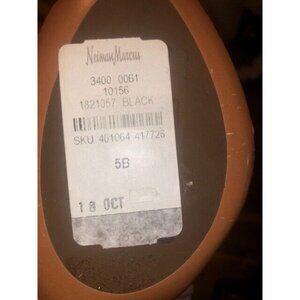 Neiman Marcus
3400 0061
10156
1821057 BLACK
SKU 401064 417726
5B
18 OCT